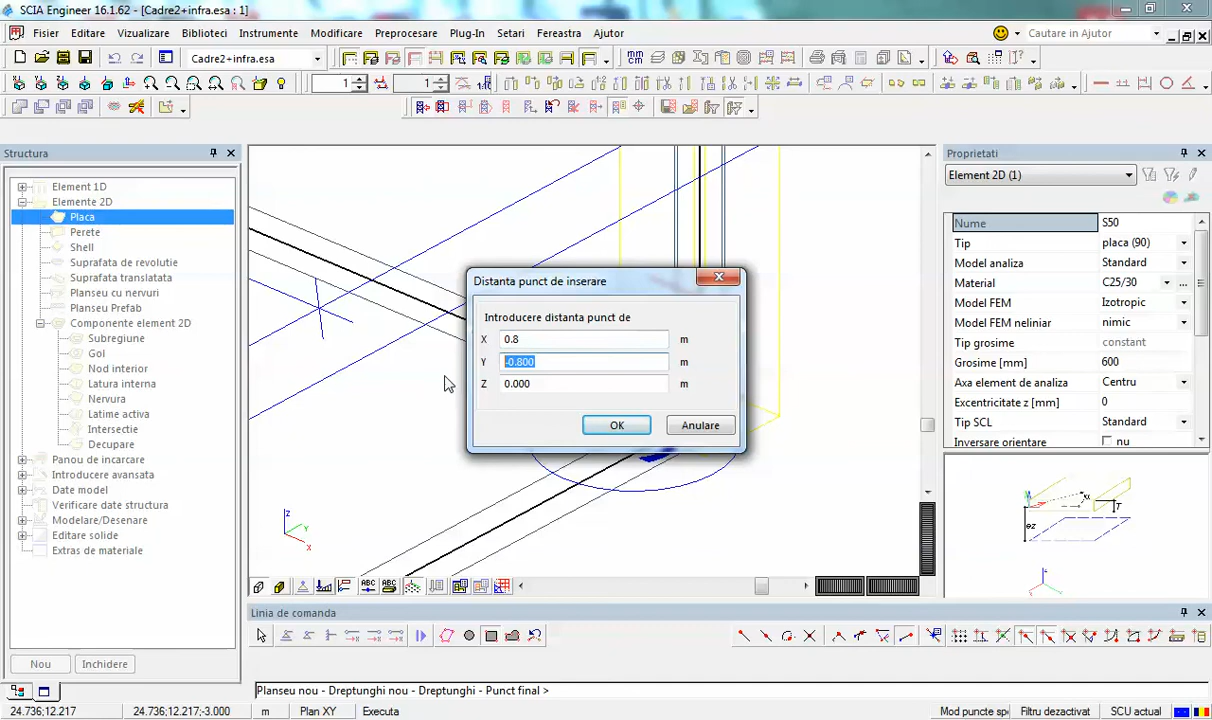 SCIA Engineer 16.1.62 - [Cadre2+infra.esa : 1]
Fisier Editare Vizualizare Biblioteci Instrumente Modificare Preprocesare Plug-In Setari Fereastra Ajutor
Cautare in Ajutor
Cadre2+infra.esa
1 1
Structura
Element 1D
Elemente 2D
Placa
Perete
Shell
Suprafata de revolutie
Suprafata translatata
Planseu cu nervuri
Planseu Prefab
Componente element 2D
Subregiune
Gol
Nod interior
Latura interna
Nervura
Latime activa
Intersectie
Decupare
Panou de incarcare
Introducere avansata
Date model
Verificare date structura
Modelare/Desenare
Editare solide
Extras de materiale
Nou Inchidere
Distanta punct de inserare
Introducere distanta punct de
X 0.8 m
Y -0.800 m
Z 0.000 m
OK Anulare
Z Y X
ABC
Proprietati
Element 2D (1)
Nume S50
Tip placa (90)
Model analiza Standard
Material C25/30 ...
Model FEM Izotropic
Model FEM neliniar nimic
Tip grosime constant
Grosime [mm] 600
Axa element de analiza Centru
Excentricitate z [mm] 0
Tip SCL Standard
Inversare orientare nu
ez
T
Linia de comanda
Planseu nou - Dreptunghi nou - Dreptunghi - Punct final >
24.736;12.217 24.736;12.217;-3.000 m Plan XY Executa Mod puncte sp Filtru dezactivat SCU actual